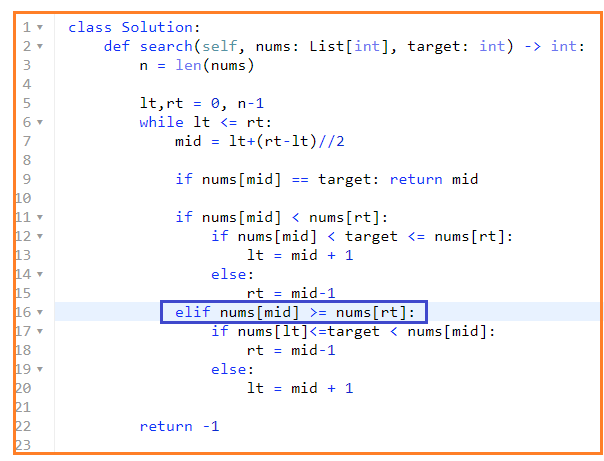 1 class Solution:
2 def search(self, nums: List[int], target: int) -> int:
3 n = len(nums)
4
5 lt,rt = 0, n-1
6 while lt <= rt:
7 mid = lt+(rt-lt)//2
8
9 if nums[mid] == target: return mid
10
11 if nums[mid] < nums[rt]:
12 if nums[mid] < target <= nums[rt]:
13 lt = mid + 1
14 else:
15 rt = mid-1
16 elif nums[mid] >= nums[rt]:
17 if nums[lt]<=target < nums[mid]:
18 rt = mid-1
19 else:
20 lt = mid + 1
21
22 return -1
23